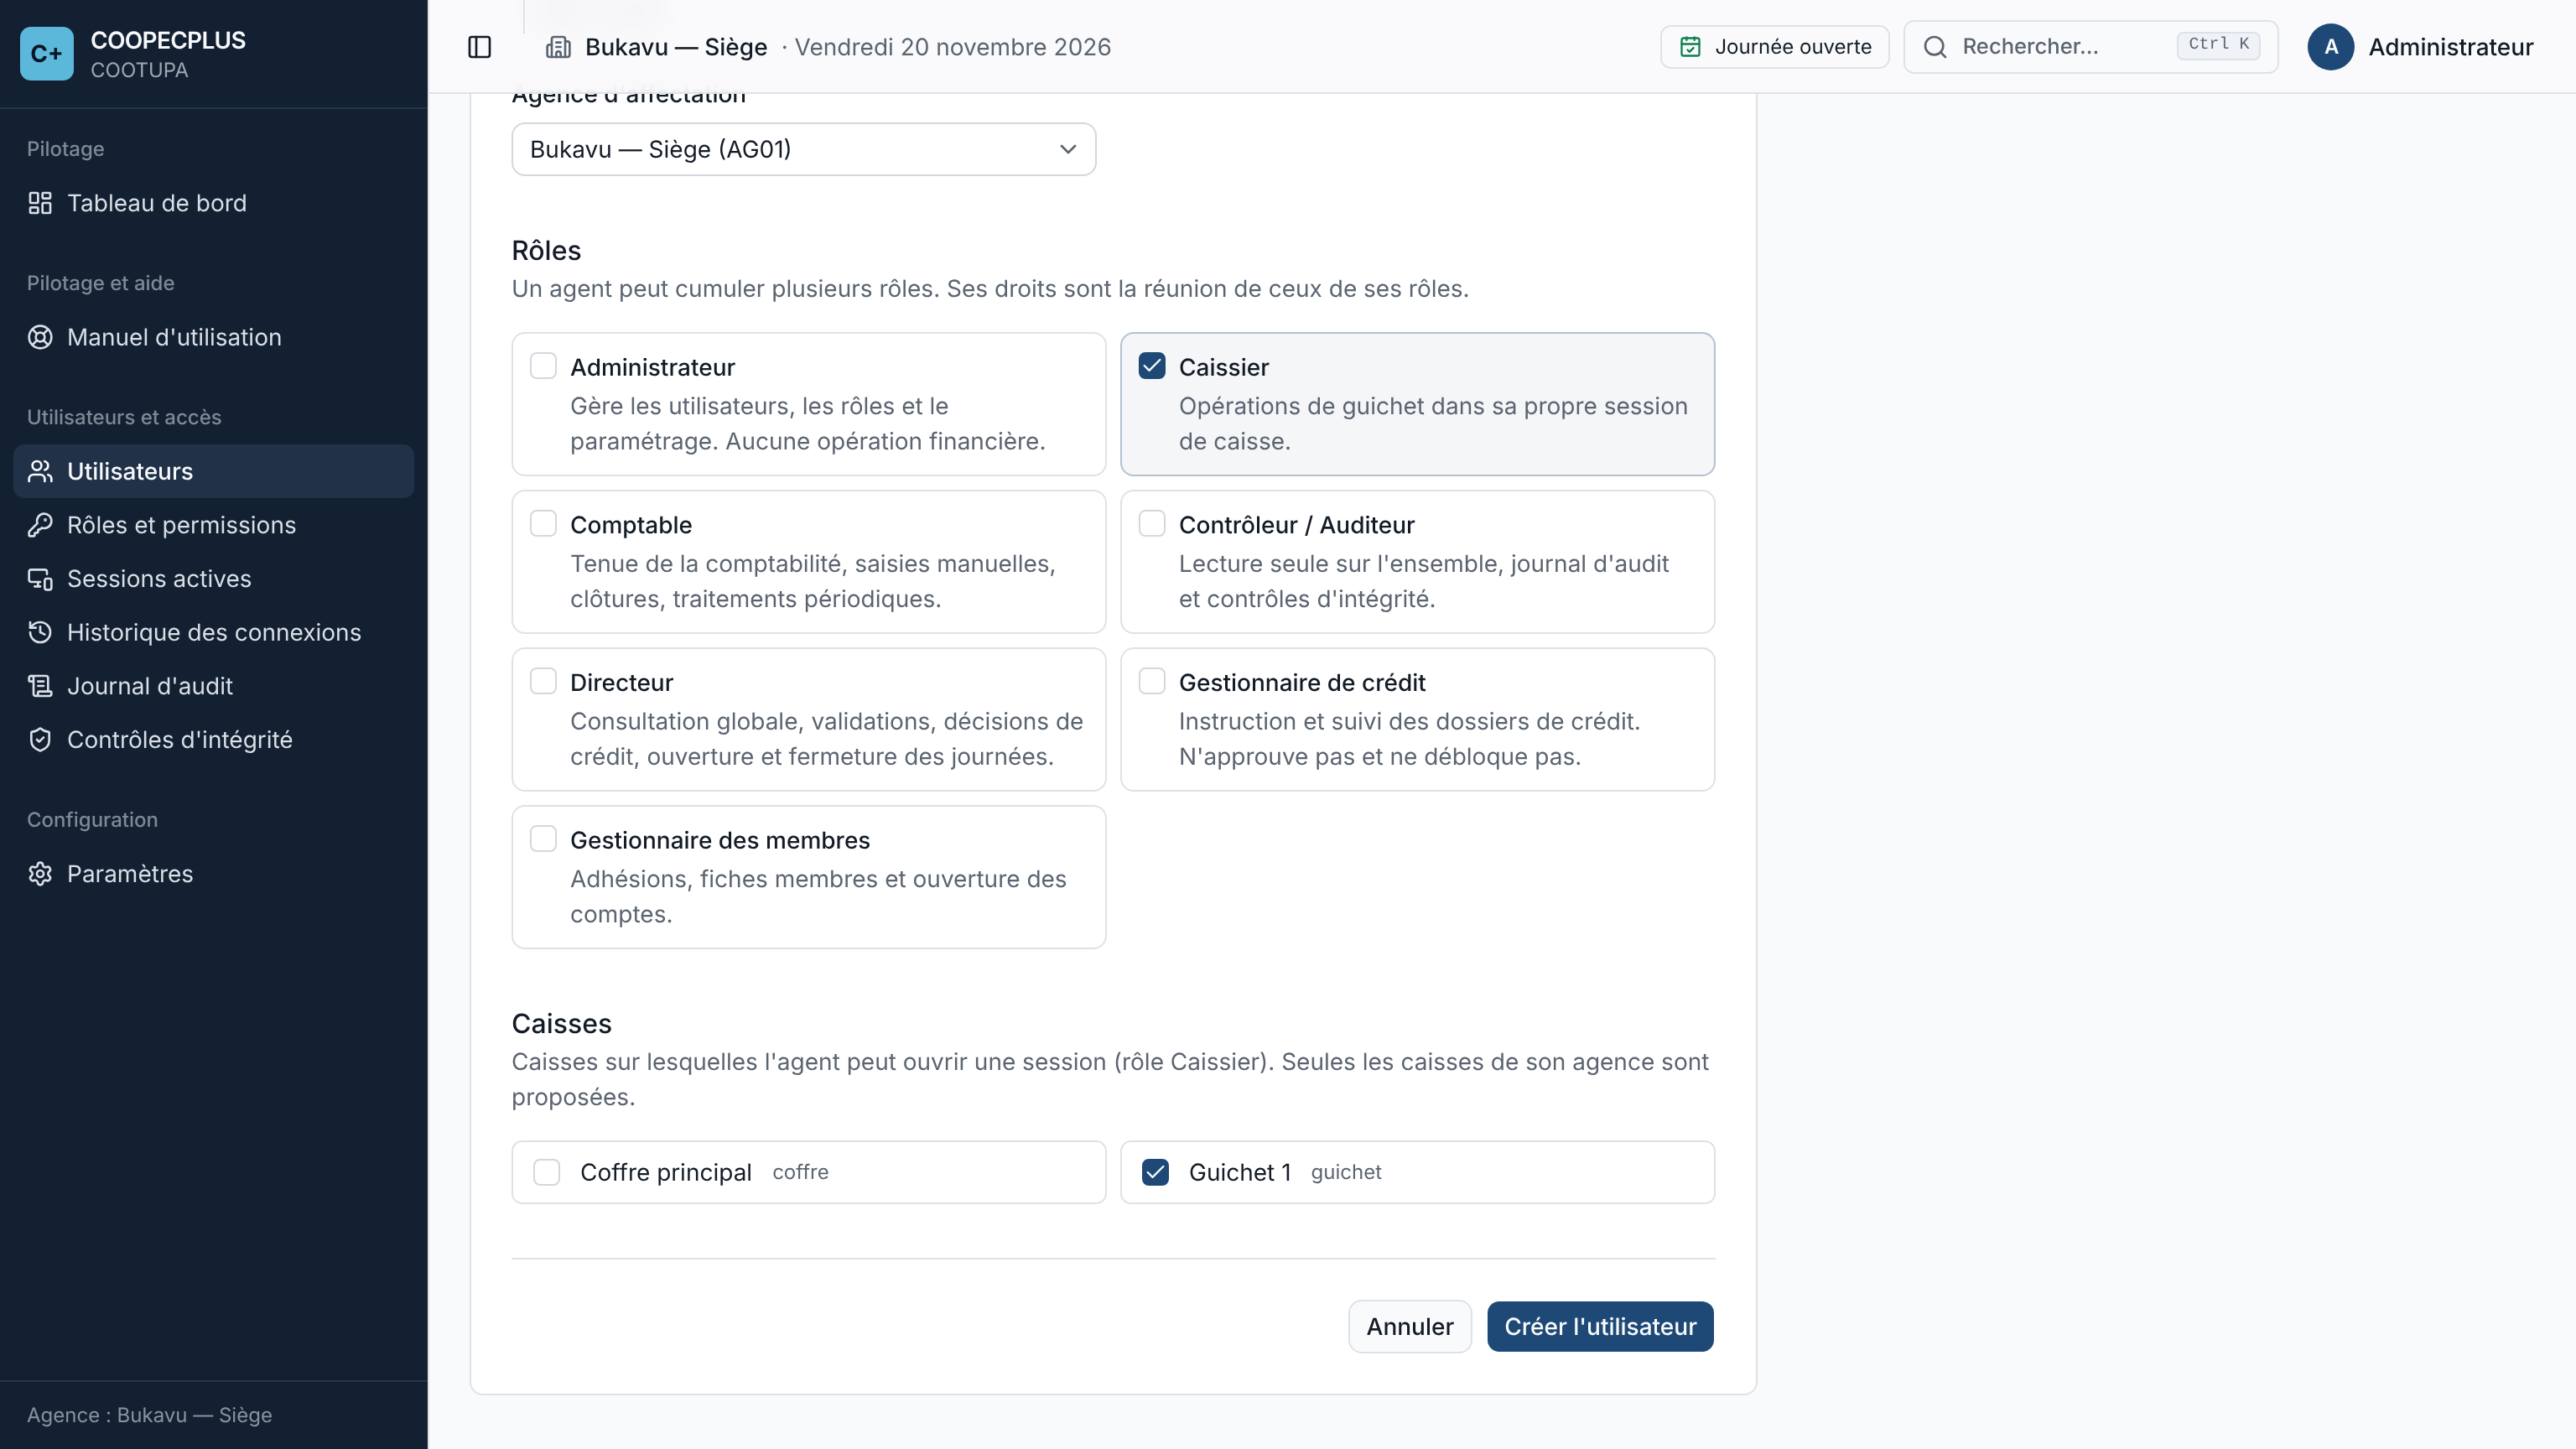 C+
COOPECPLUS
COOTUPA
Pilotage
Tableau de bord
Pilotage et aide
Manuel d'utilisation
Utilisateurs et accès
Utilisateurs
Rôles et permissions
Sessions actives
Historique des connexions
Journal d'audit
Contrôles d'intégrité
Configuration
Paramètres
Agence : Bukavu — Siège
Bukavu — Siège · Vendredi 20 novembre 2026
Journée ouverte
Rechercher...
Ctrl K
A
Administrateur
Agence d'affectation
Bukavu — Siège (AG01)
Rôles
Un agent peut cumuler plusieurs rôles. Ses droits sont la réunion de ceux de ses rôles.
Administrateur
Gère les utilisateurs, les rôles et le
paramétrage. Aucune opération financière.
Caissier
Opérations de guichet dans sa propre session
de caisse.
Comptable
Tenue de la comptabilité, saisies manuelles,
clôtures, traitements périodiques.
Contrôleur / Auditeur
Lecture seule sur l'ensemble, journal d'audit
et contrôles d'intégrité.
Directeur
Consultation globale, validations, décisions de
crédit, ouverture et fermeture des journées.
Gestionnaire de crédit
Instruction et suivi des dossiers de crédit.
N'approuve pas et ne débloque pas.
Gestionnaire des membres
Adhésions, fiches membres et ouverture des
comptes.
Caisses
Caisses sur lesquelles l'agent peut ouvrir une session (rôle Caissier). Seules les caisses de son agence sont
proposées.
Coffre principal coffre
Guichet 1 guichet
Annuler
Créer l'utilisateur